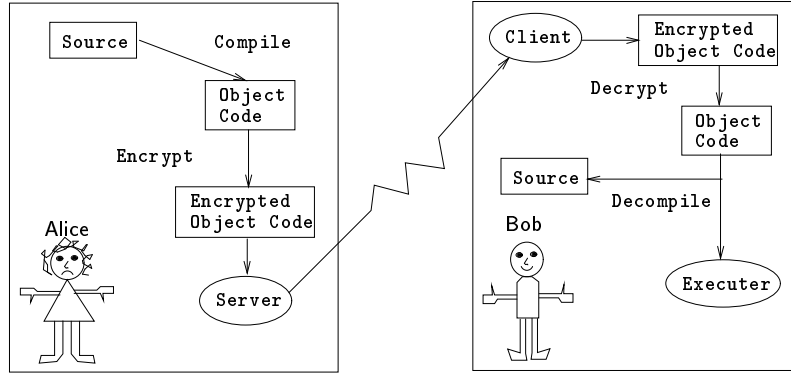 Source
Compile
Object
Code
Encrypt
Encrypted
Object Code
Alice
Server
Client
Encrypted
Object Code
Decrypt
Object
Code
Source
Decompile
Bob
Executer